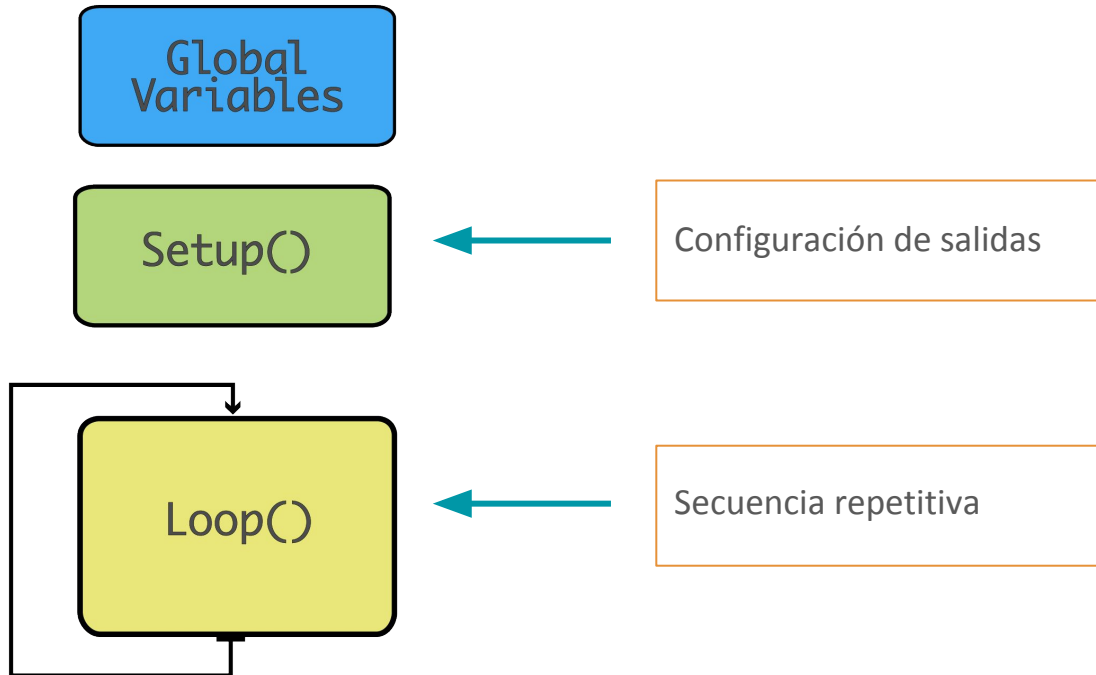 Global
Variables
Setup()
Configuración de salidas
Loop()
Secuencia repetitiva